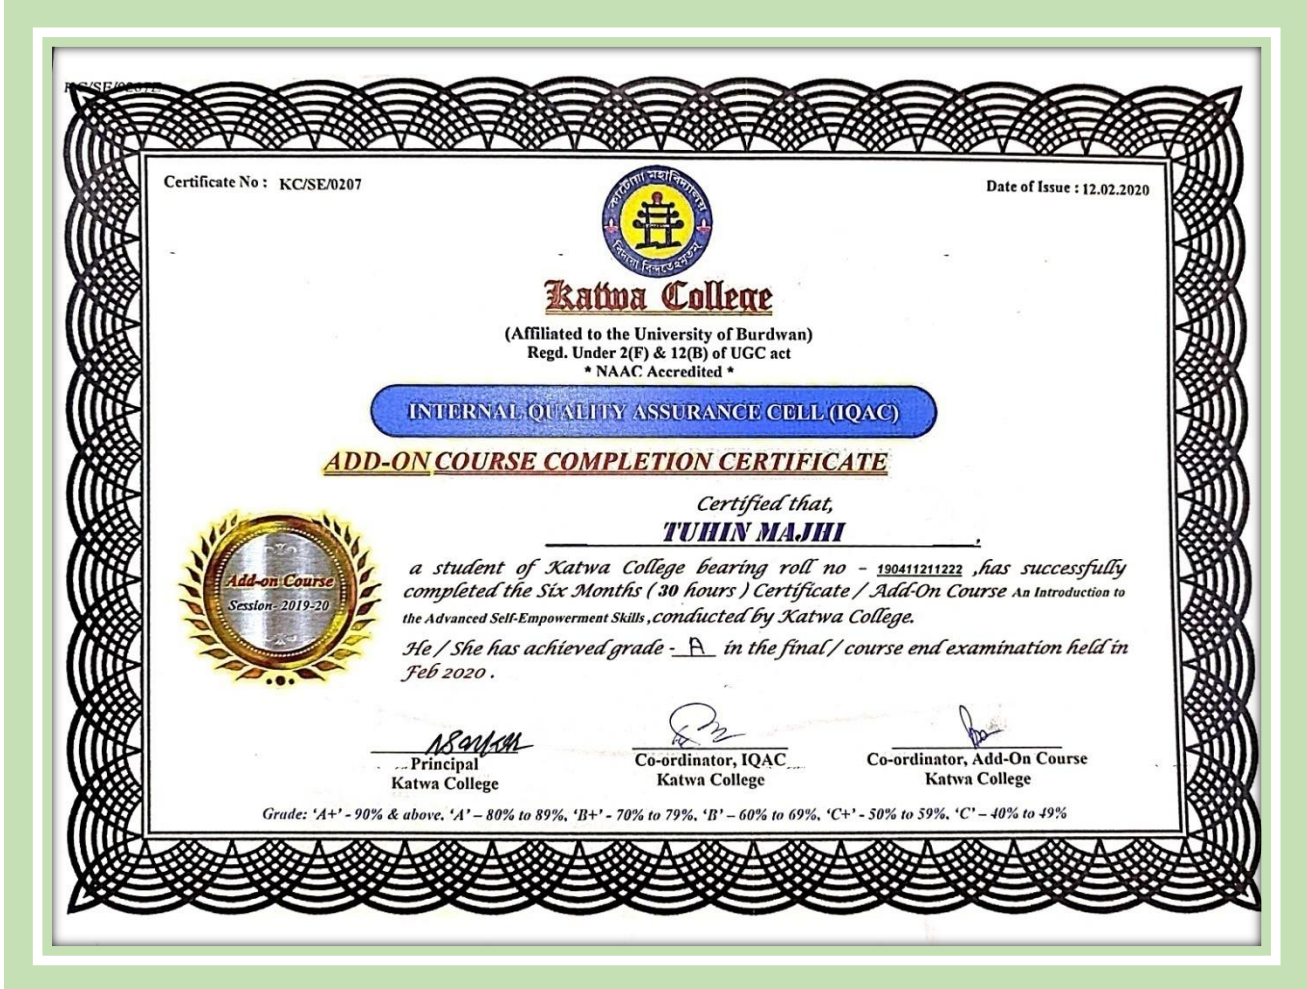 KC/SE/0207
Certificate No : KC/SE/0207
Date of Issue : 12.02.2020
কাটোয়া মহাবিদ্যালয়
Katwa College
(Affiliated to the University of Burdwan)
Regd. Under 2(F) & 12(B) of UGC act
* NAAC Accredited *
INTERNAL QUALITY ASSURANCE CELL (IQAC)
ADD-ON COURSE COMPLETION CERTIFICATE
Certified that,
TUHIN MAJHI .
a student of Katwa College bearing roll no - 190411211222 ,has successfully
completed the Six Months ( 30 hours ) Certificate / Add-On Course An Introduction to
the Advanced Self-Empowerment Skills ,conducted by Katwa College.
He / She has achieved grade - A in the final / course end examination held in
Feb 2020 .
Add-on Course
Session- 2019-20
Principal
Katwa College
Co-ordinator, IQAC
Katwa College
Co-ordinator, Add-On Course
Katwa College
Grade: 'A+' - 90% & above, 'A' – 80% to 89%, 'B+' - 70% to 79%, 'B' – 60% to 69%, 'C+' - 50% to 59%, 'C' – 40% to 49%